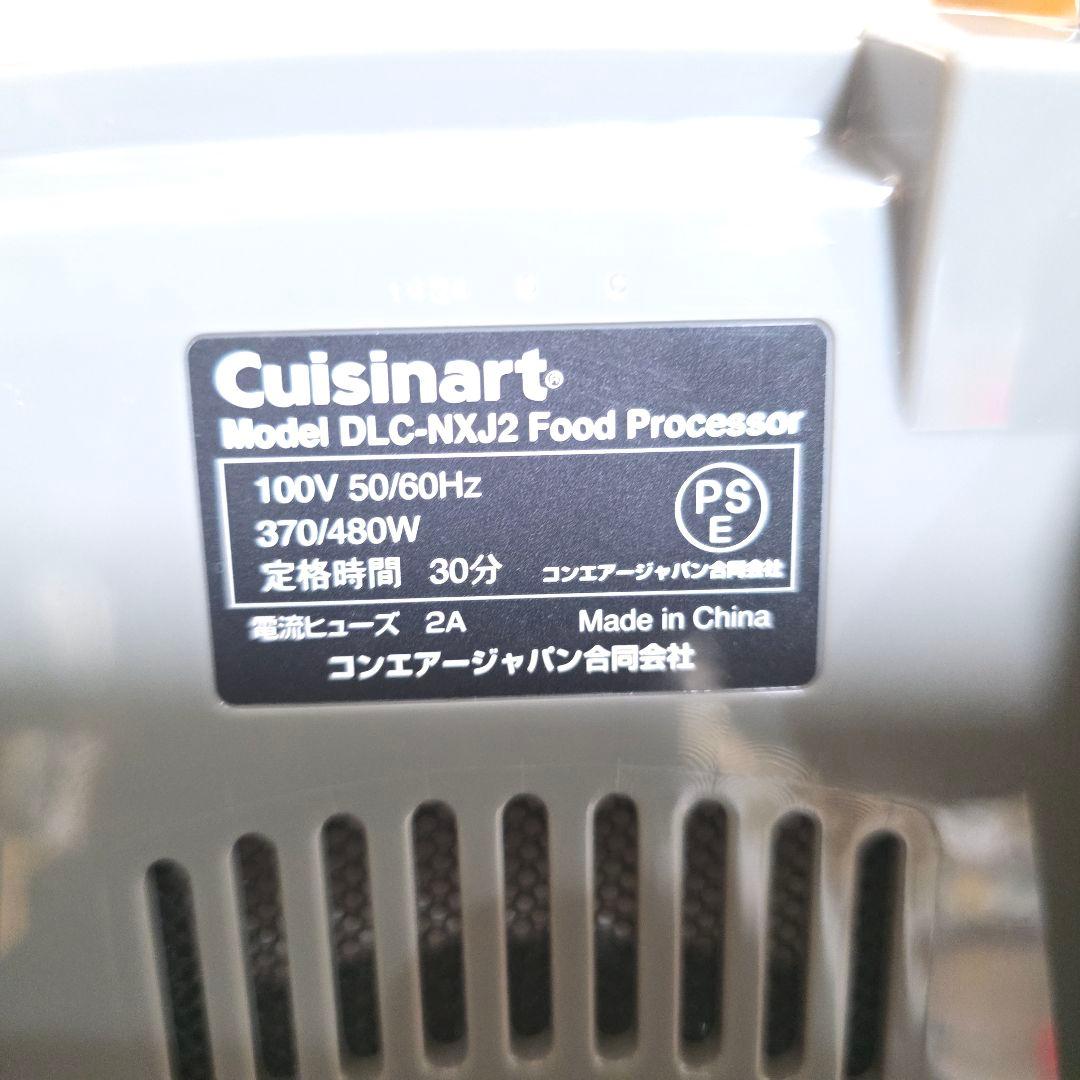 Cuisinart®
Model DLC-NXJ2 Food Processor
100V 50/60Hz
370/480W
PS
E
定格時間 30分
コンエアージャパン合同会社
電流ヒューズ 2A
Made in China
コンエアージャパン合同会社